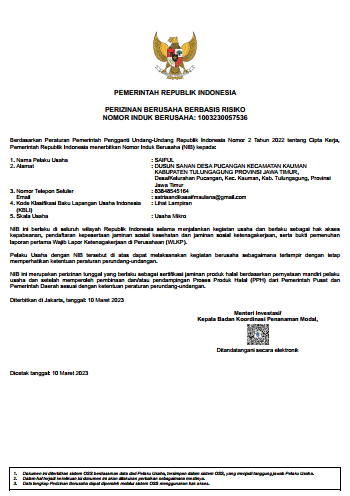 PEMERINTAH REPUBLIK INDONESIA
PERIZINAN BERUSAHA BERBASIS RISIKO
NOMOR INDUK BERUSAHA: 1003230057536
Berdasarkan Peraturan Pemerintah Pengganti Undang-Undang Republik Indonesia Nomor 2 Tahun 2022 tentang Cipta Kerja,
Pemerintah Republik Indonesia menerbitkan Nomor Induk Berusaha (NIB) kepada:
1. Nama Pelaku Usaha : SAIFUL
2. Alamat : DUSUN SANAN DESA PUCANGAN KECAMATAN KAUMAN
KABUPATEN TULUNGAGUNG PROVINSI JAWA TIMUR,
Desa/Kelurahan Pucangan, Kec. Kauman, Kab. Tulungagung, Provinsi
Jawa Timur
3. Nomor Telepon Seluler : 83848545164
Email : satriaandikasaifmaulana@gmail.com
4. Kode Klasifikasi Baku Lapangan Usaha Indonesia : Lihat Lampiran
(KBLI)
5. Skala Usaha : Usaha Mikro
NIB ini berlaku di seluruh wilayah Republik Indonesia selama menjalankan kegiatan usaha dan berlaku sebagai hak akses
kepabeanan, pendaftaran kepesertaan jaminan sosial kesehatan dan jaminan sosial ketenagakerjaan, serta bukti pemenuhan
laporan pertama Wajib Lapor Ketenagakerjaan di Perusahaan (WLKP).
Pelaku Usaha dengan NIB tersebut di atas dapat melaksanakan kegiatan berusaha sebagaimana terlampir dengan tetap
memperhatikan ketentuan peraturan perundang-undangan.
NIB ini merupakan perizinan tunggal yang berlaku sebagai sertifikasi jaminan produk halal berdasarkan pernyataan mandiri pelaku
usaha dan setelah memperoleh pembinaan dan/atau pendampingan Proses Produk Halal (PPH) dari Pemerintah Pusat dan
Pemerintah Daerah sesuai dengan ketentuan peraturan perundang-undangan.
Diterbitkan di Jakarta, tanggal: 10 Maret 2023
Menteri Investasi/
Kepala Badan Koordinasi Penanaman Modal,
Ditandatangani secara elektronik
Dicetak tanggal: 10 Maret 2023
1. Dokumen ini diterbitkan sistem OSS berdasarkan data dari Pelaku Usaha, tersimpan dalam sistem OSS, yang menjadi tanggung jawab Pelaku Usaha.
2. Dalam hal terjadi kekeliruan isi dokumen ini akan dilakukan perbaikan sebagaimana mestinya.
3. Data lengkap Perizinan Berusaha dapat diperoleh melalui sistem OSS menggunakan hak akses.